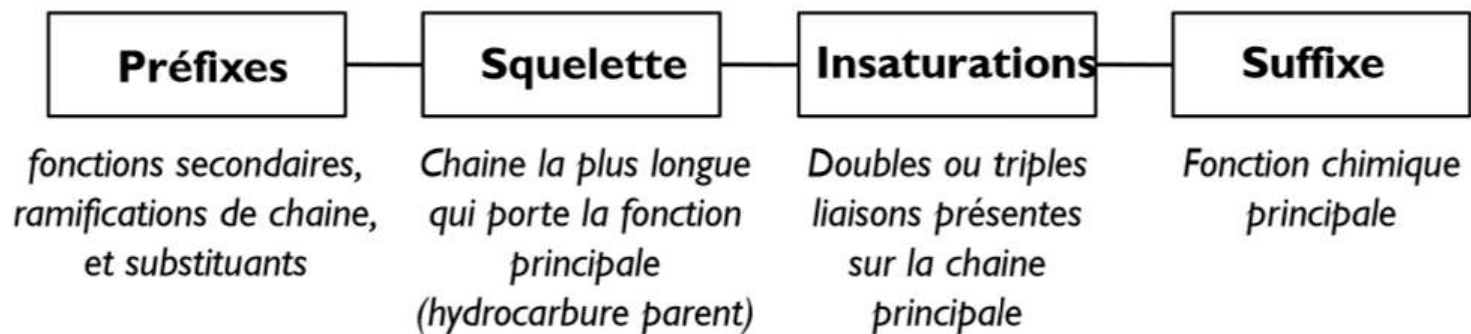 Préfixes
fonctions secondaires,
ramifications de chaine,
et substituants
Squelette
Chaine la plus longue
qui porte la fonction
principale
(hydrocarbure parent)
Insaturations
Doubles ou triples
liaisons présentes
sur la chaine
principale
Suffixe
Fonction chimique
principale